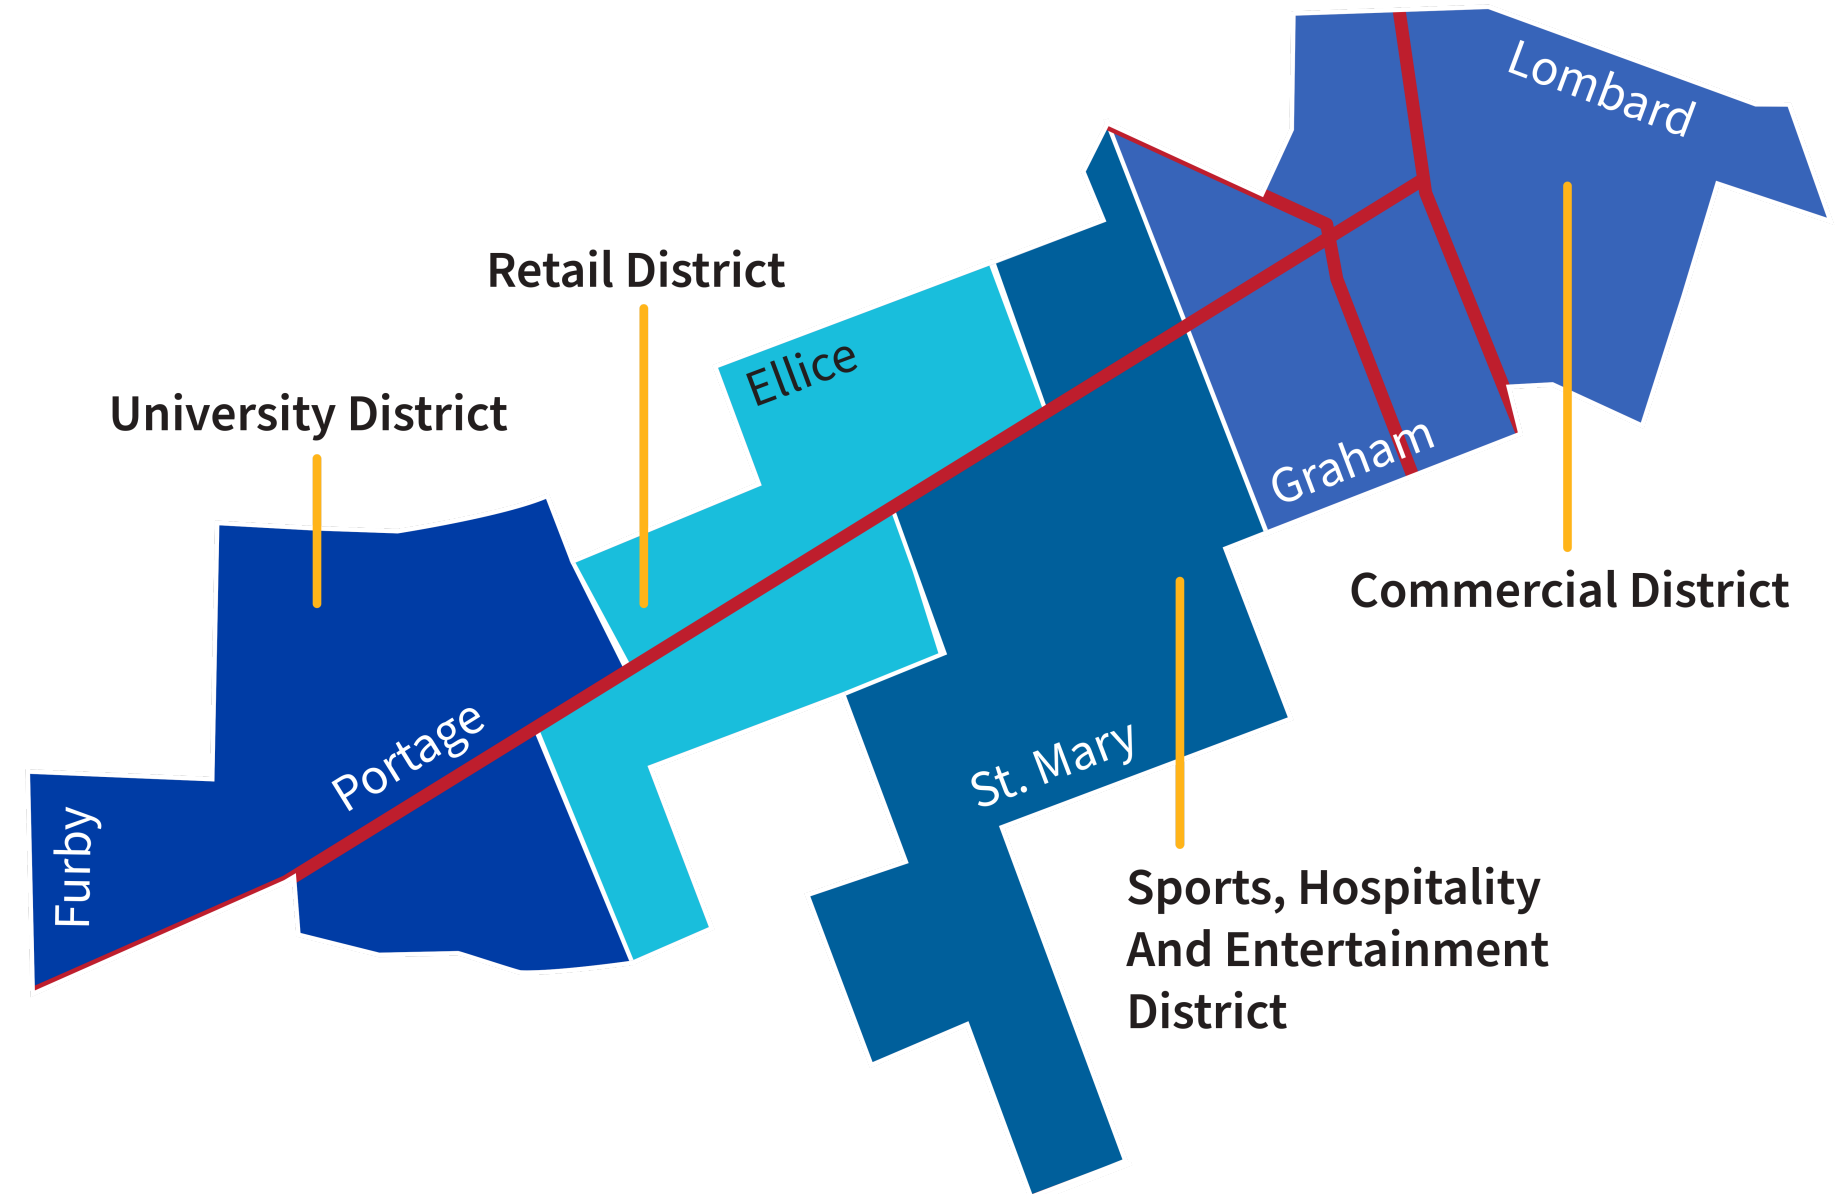 Lombard
Retail District
Ellice
University District
Graham
Commercial District
Portage
St. Mary
Furby
Sports, Hospitality
And Entertainment
District